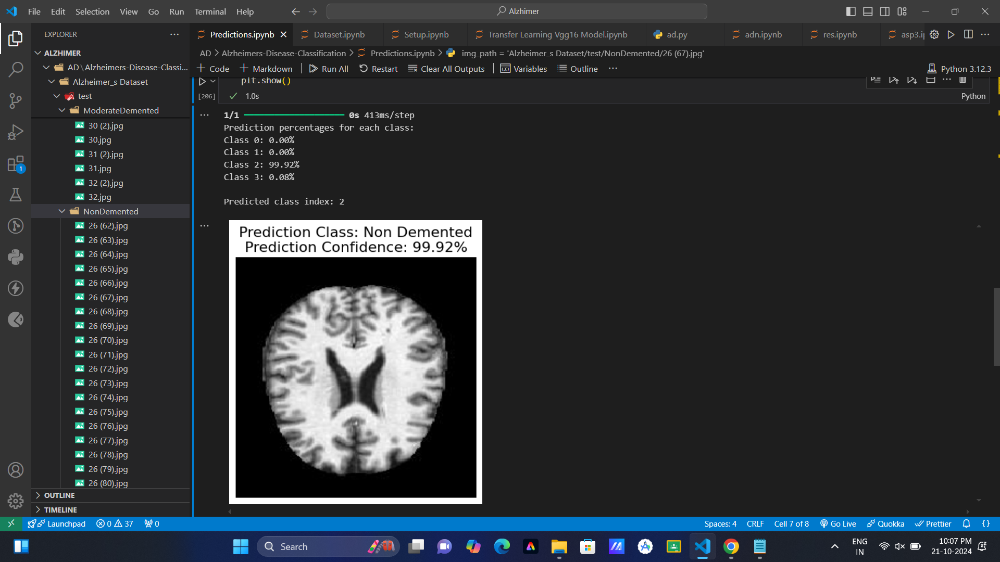 File Edit Selection View Go Run Terminal Help
Alzhimer
EXPLORER
Predictions.ipynb
Dataset.ipynb
Setup.ipynb
Transfer Learning Vgg16 Model.ipynb
ad.py
adn.ipynb
res.ipynb
asp3.i
ALZHIMER
AD\Alzheimers-Disease-Classi...
Alzheimer_s Dataset
test
ModerateDemented
30 (2).jpg
30.jpg
31 (2).jpg
31.jpg
32 (2).jpg
32.jpg
NonDemented
26 (62).jpg
26 (63).jpg
26 (64).jpg
26 (65).jpg
26 (66).jpg
26 (67).jpg
26 (68).jpg
26 (69).jpg
26 (70).jpg
26 (71).jpg
26 (72).jpg
26 (73).jpg
26 (74).jpg
26 (75).jpg
26 (76).jpg
26 (77).jpg
26 (78).jpg
26 (79).jpg
26 (80).jpg
OUTLINE
TIMELINE
1
AD > Alzheimers-Disease-Classification > Predictions.ipynb > img_path = 'Alzheimer_s Dataset/test/NonDemented/26 (67).jpg'
+ Code + Markdown Run All Restart Clear All Outputs Variables Outline ...
Python 3.12.3
plt.show()
[206] 1.0s
Python
1/1 0s 413ms/step
Prediction percentages for each class:
Class 0: 0.00%
Class 1: 0.00%
Class 2: 99.92%
Class 3: 0.08%
Predicted class index: 2
Prediction Class: Non Demented
Prediction Confidence: 99.92%
Launchpad 0 37 0
Spaces: 4 CRLF Cell 7 of 8 Go Live Quokka Prettier {}
Search
ENG
IN
10:07 PM
21-10-2024